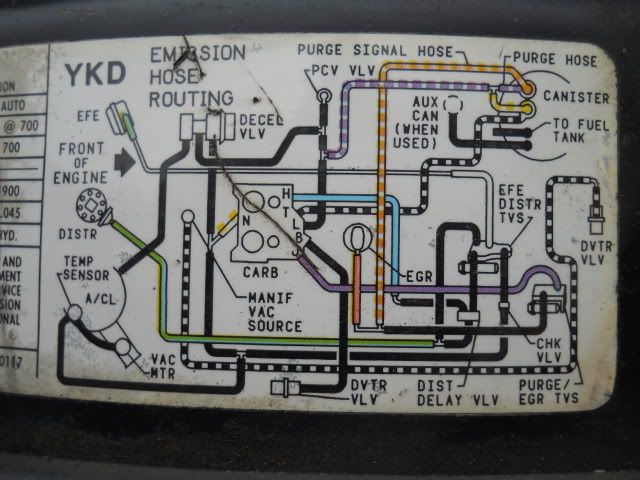 ION
AUTO
@ 700
700
1900
.045
HYD.
AND
MENT
RVICE
SION
ONAL
0117
YKD
EMISSION
HOSE
ROUTING
PURGE SIGNAL HOSE
PURGE HOSE
PCV VLV
CANISTER
AUX
CAN
(WHEN
USED)
TO FUEL
TANK
EFE
DECEL
VLV
FRONT
OF
ENGINE
DISTR
TEMP
SENSOR
A/CL
VAC
MTR
N
H
T
L
B
J
CARB
MANIF
VAC
SOURCE
EGR
EFE
DISTR
TVS
DVTR
VLV
DVTR
VLV
DIST
DELAY VLV
CHK
VLV
PURGE/
EGR TVS